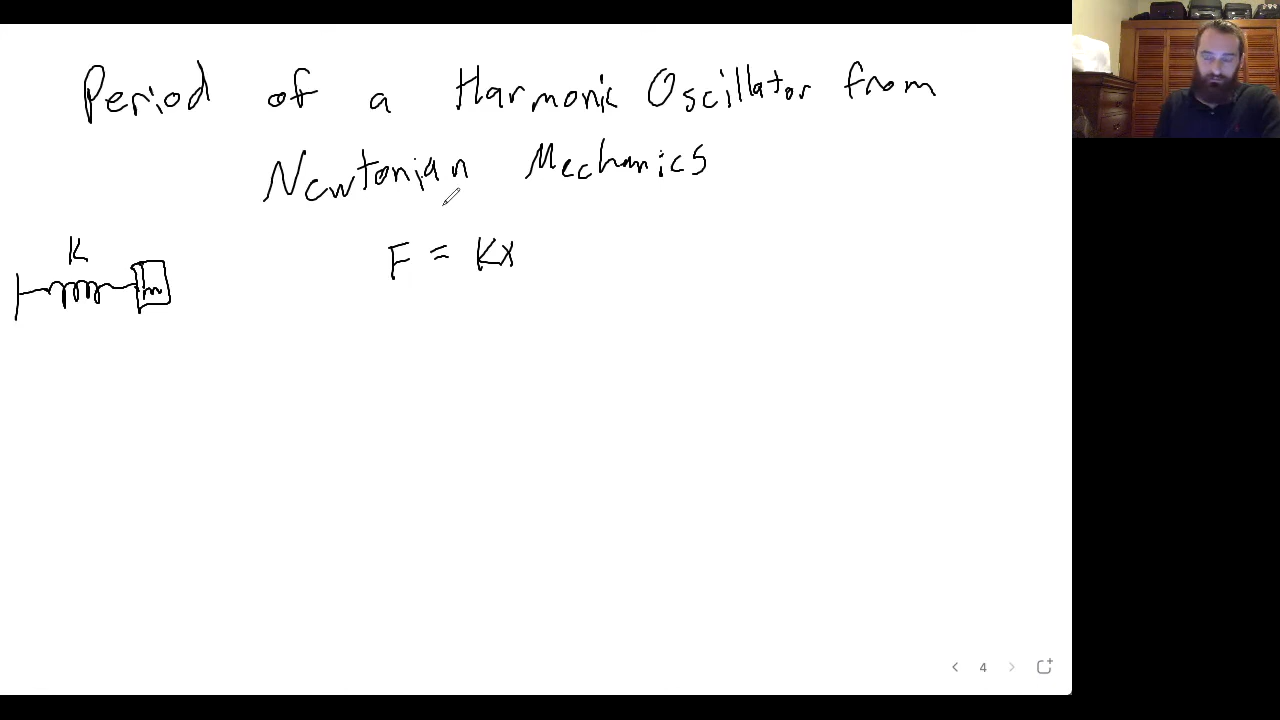 Period of a Harmonic Oscillator from
Newtonian Mechanics
K
F = Kx
m
4